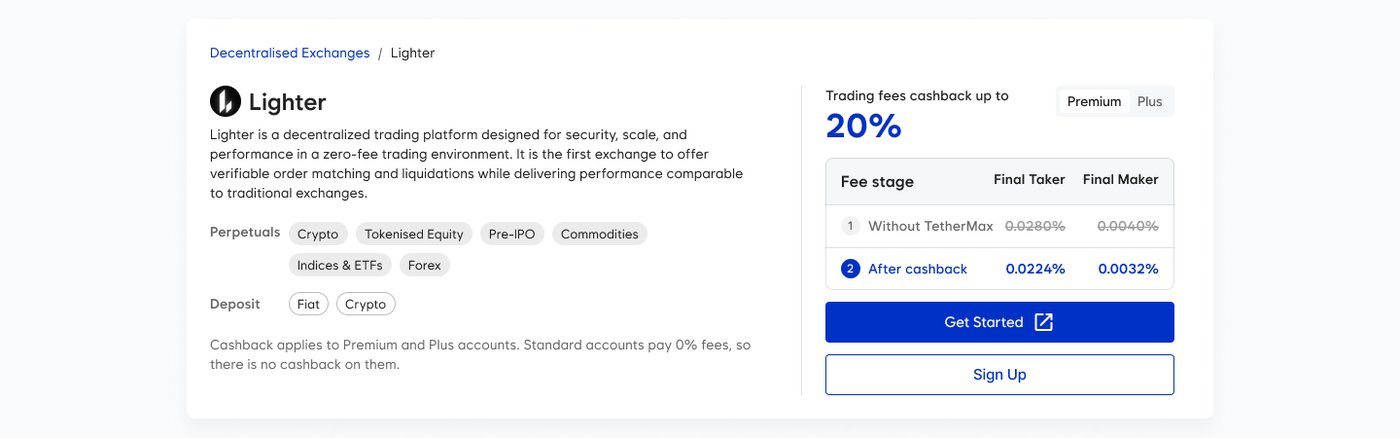 Decentralised Exchanges / Lighter
Lighter
Lighter is a decentralized trading platform designed for security, scale, and
performance in a zero-fee trading environment. It is the first exchange to offer
verifiable order matching and liquidations while delivering performance comparable
to traditional exchanges.
Perpetuals Crypto Tokenised Equity Pre-IPO Commodities
Indices & ETFs Forex
Deposit Fiat Crypto
Cashback applies to Premium and Plus accounts. Standard accounts pay 0% fees, so
there is no cashback on them.
Trading fees cashback up to
20%
Premium Plus
Fee stage Final Taker Final Maker
1 Without TetherMax 0.0280% 0.0040%
2 After cashback 0.0224% 0.0032%
Get Started
Sign Up